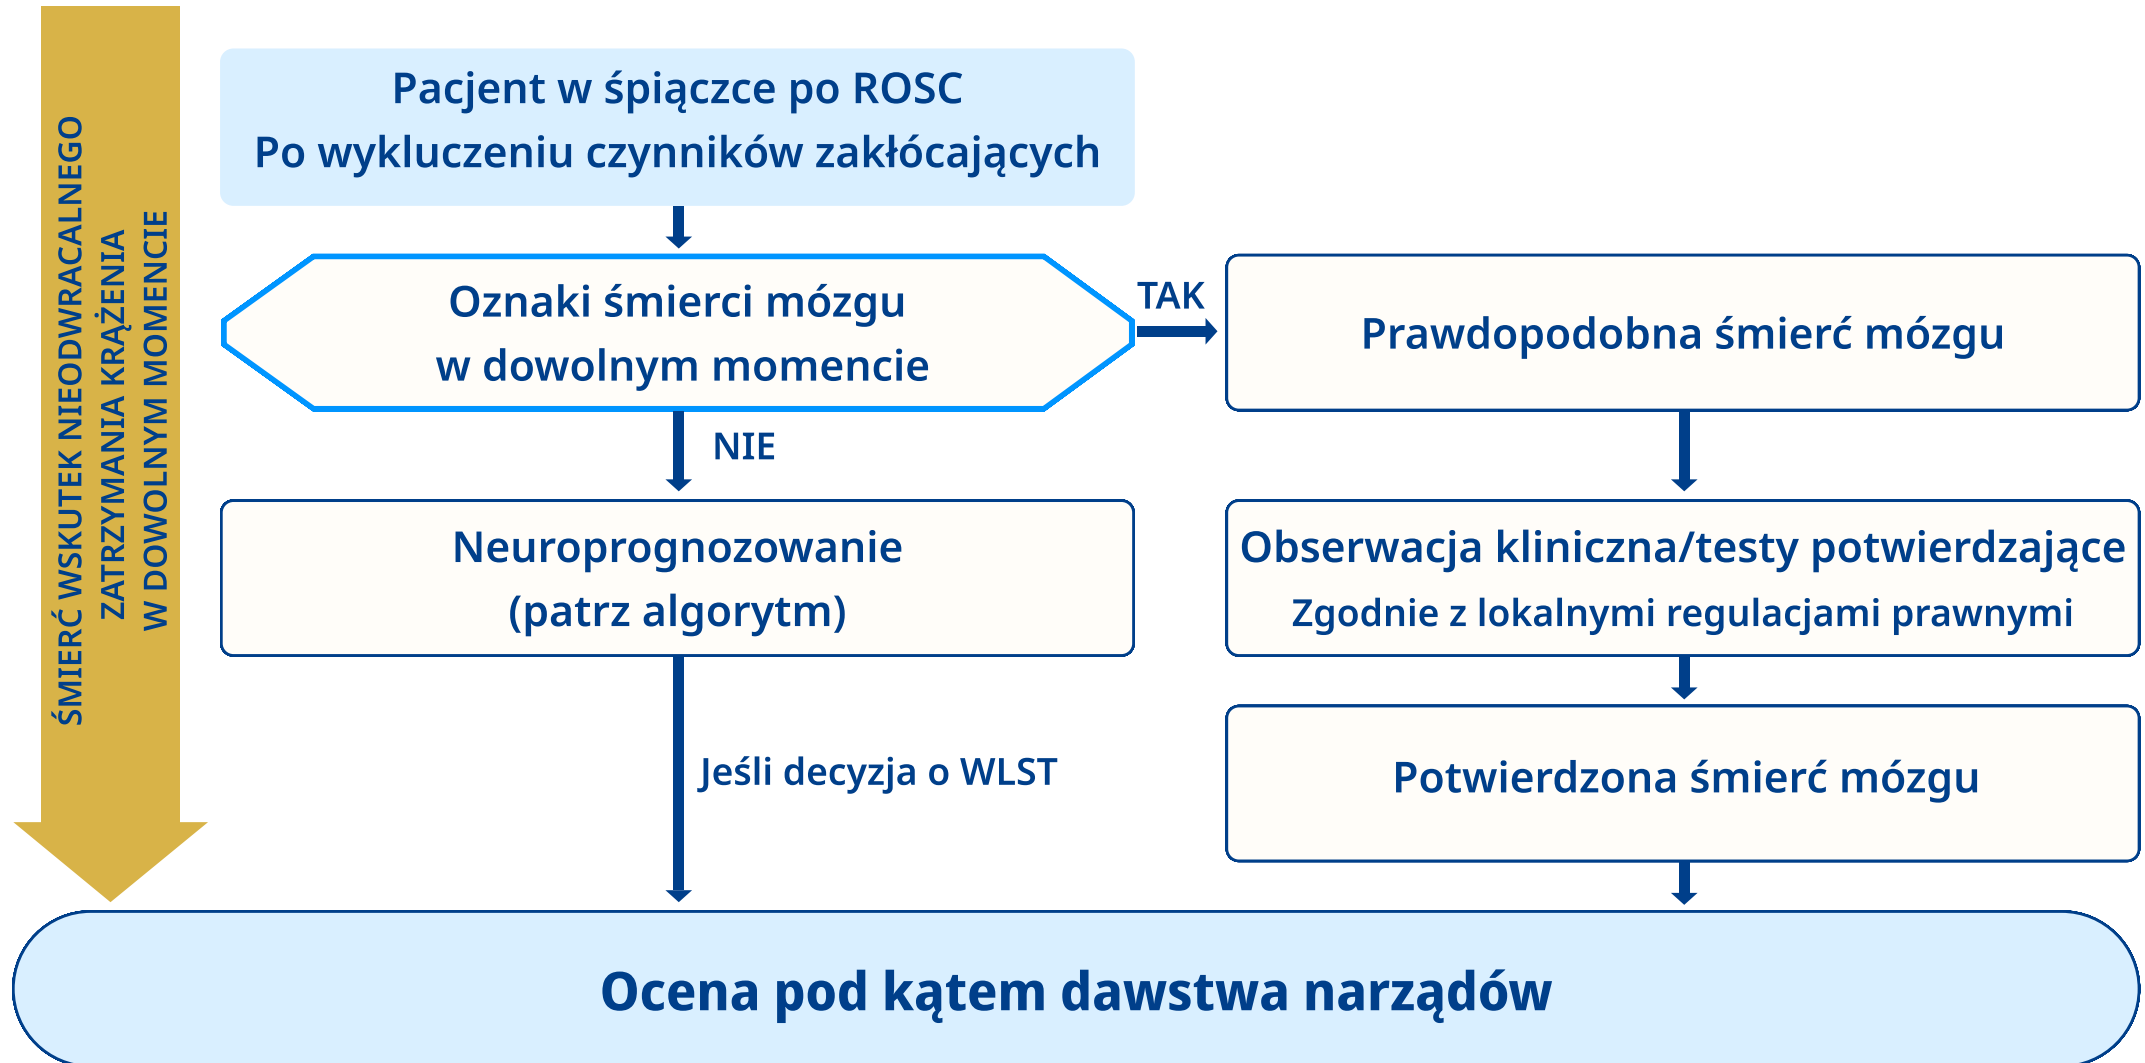 ŚMIERĆ WSKUTEK NIEODWRACALNEGO
ZATRZYMANIA KRĄŻENIA
W DOWOLNYM MOMENCIE
Pacjent w śpiączce po ROSC
Po wykluczeniu czynników zakłócających
Oznaki śmierci mózgu
w dowolnym momencie
TAK
Prawdopodobna śmierć mózgu
NIE
Neuroprognozowanie
(patrz algorytm)
Obserwacja kliniczna/testy potwierdzające
Zgodnie z lokalnymi regulacjami prawnymi
Jeśli decyzja o WLST
Potwierdzona śmierć mózgu
Ocena pod kątem dawstwa narządów